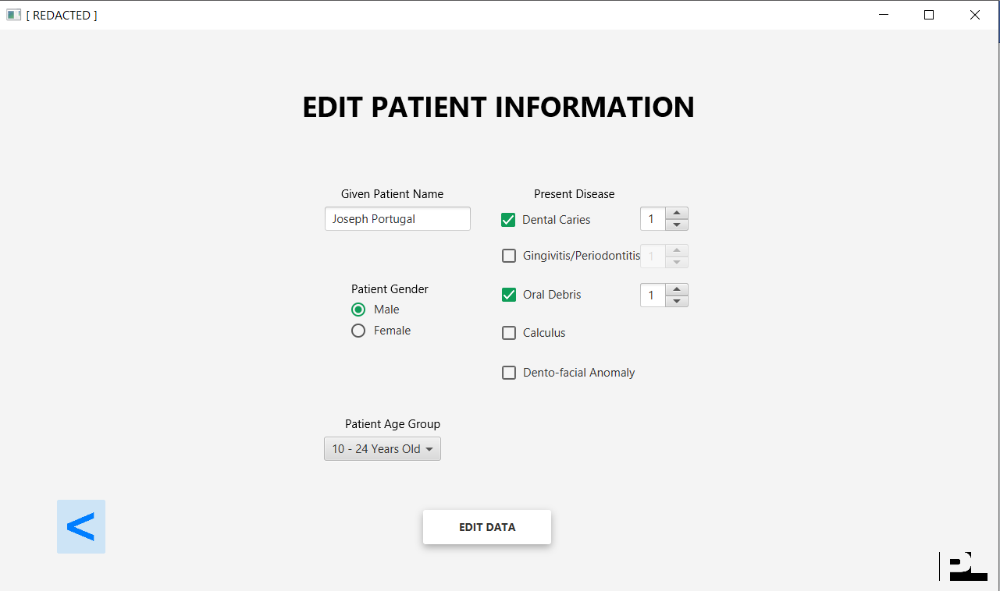 [ REDACTED ]
EDIT PATIENT INFORMATION
Given Patient Name
Joseph Portugal
Patient Gender
Male
Female
Patient Age Group
10 - 24 Years Old
Present Disease
Dental Caries 1
Gingivitis/Periodontitis 1
Oral Debris 1
Calculus
Dento-facial Anomaly
<
EDIT DATA